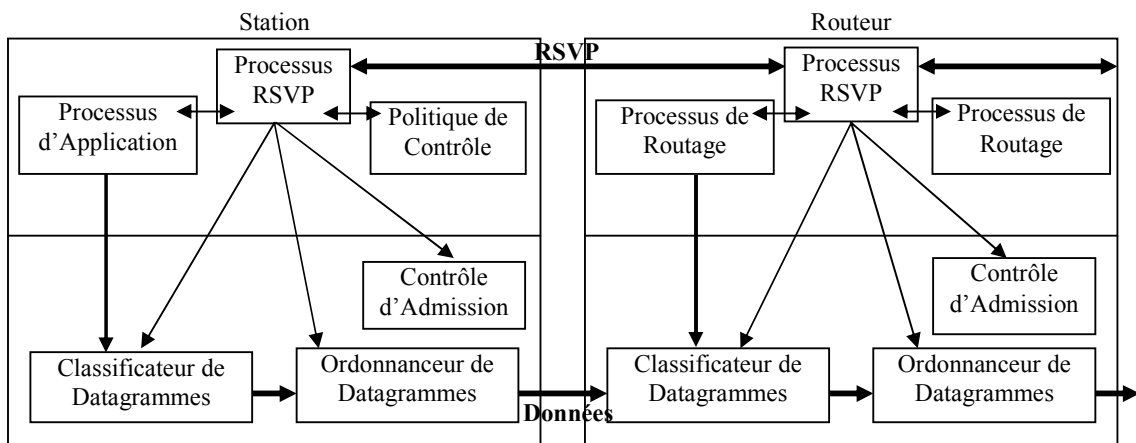 Station
Routeur
RSVP
Processus
RSVP
Processus
RSVP
Processus
d’Application
Politique de
Contrôle
Processus de
Routage
Processus de
Routage
Contrôle
d’Admission
Contrôle
d’Admission
Classificateur de
Datagrammes
Ordonnanceur de
Datagrammes
Classificateur de
Datagrammes
Ordonnanceur de
Datagrammes
Données